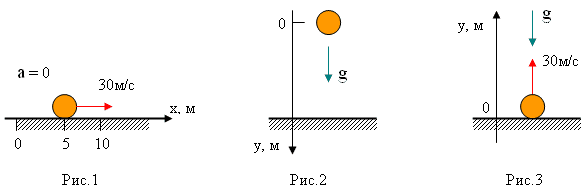 a = 0
30м/с
х, м
0 5 10
Рис.1
0
g
у, м
Рис.2
у, м
g
30м/с
0
Рис.3